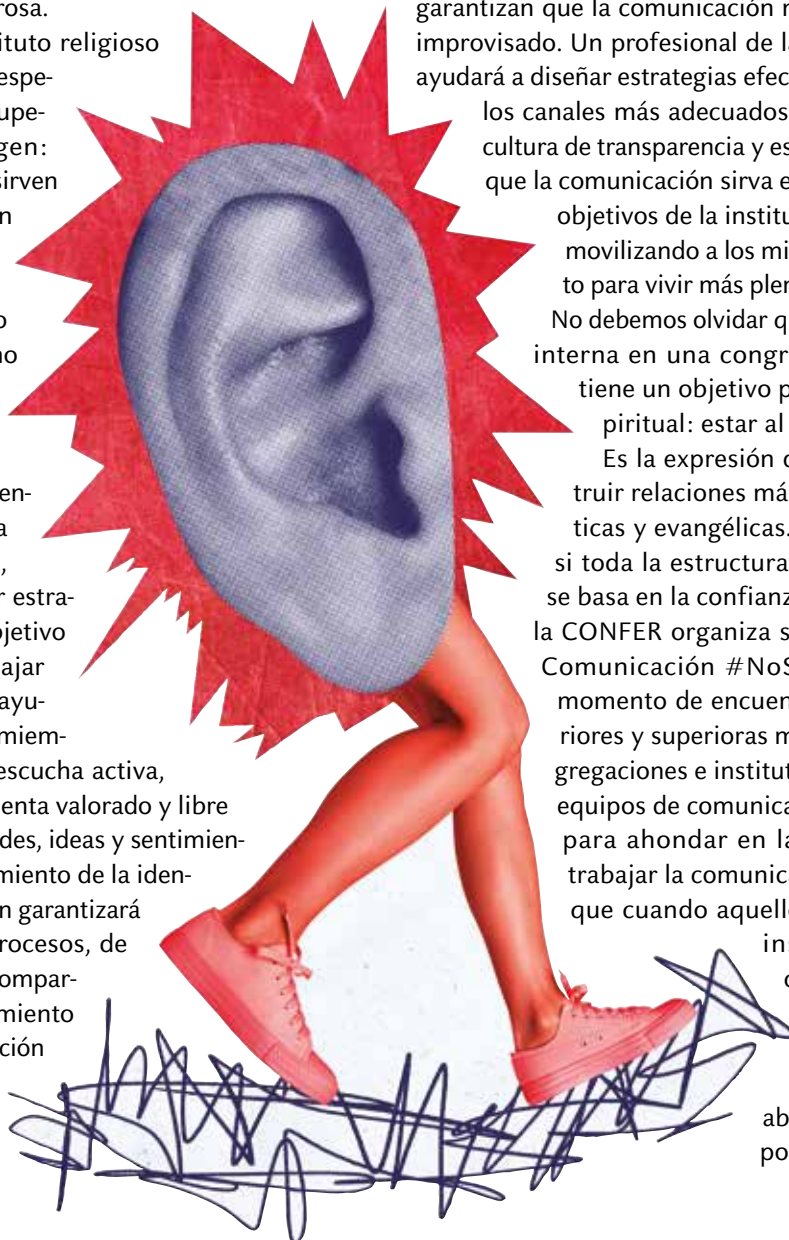 rosa.
ituto religioso
espe-
upe-
gen:
sirven
n
o
no
en-
a
,
r estra-
jetivo
ajar
ayu-
miem-
escucha activa,
enta valorado y libre
des, ideas y sentimien-
miento de la iden-
n garantizará
rocesos, de
ompar-
miento
ción
garantizan que la comunicación n
improvisado. Un profesional de la
ayudará a diseñar estrategias efec
los canales más adecuados
cultura de transparencia y es
que la comunicación sirva e
objetivos de la institu
movilizando a los mi
to para vivir más pler
No debemos olvidar q
interna en una congr
tiene un objetivo p
piritual: estar al
Es la expresión d
truir relaciones má
ticas y evangélicas.
si toda la estructura
se basa en la confianz
la CONFER organiza s
Comunicación #NoS
momento de encuen
riores y superioras m
gregaciones e institut
equipos de comunica
para ahondar en la
trabajar la comunica
que cuando aquello
ins
c
ab
po